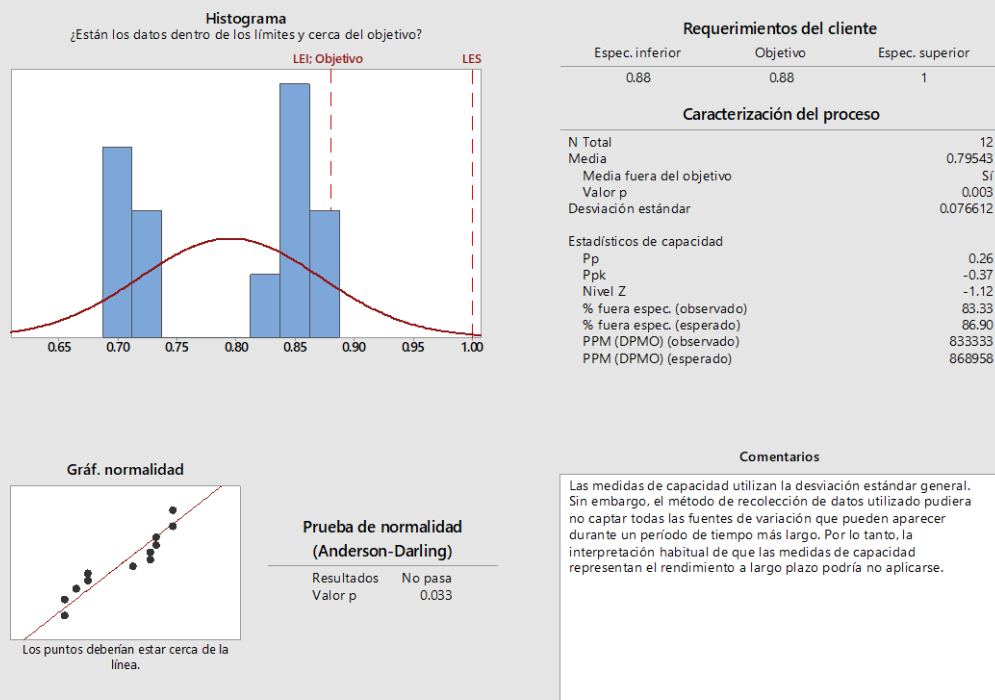 Histograma
¿Están los datos dentro de los límites y cerca del objetivo?
LEI; Objetivo
LES
0.65 0.70 0.75 0.80 0.85 0.90 0.95 1.00
Requerimientos del cliente
Espec. inferior Objetivo Espec. superior
0.88 0.88 1
Caracterización del proceso
N Total 12
Media 0.79543
Media fuera del objetivo Sí
Valor p 0.003
Desviación estándar 0.076612
Estadísticos de capacidad
Pp 0.26
Ppk -0.37
Nivel Z -1.12
% fuera espec. (observado) 83.33
% fuera espec. (esperado) 86.90
PPM (DPMO) (observado) 833333
PPM (DPMO) (esperado) 868958
Gráf. normalidad
Los puntos deberían estar cerca de la
línea.
Prueba de normalidad
(Anderson-Darling)
Resultados No pasa
Valor p 0.033
Comentarios
Las medidas de capacidad utilizan la desviación estándar general.
Sin embargo, el método de recolección de datos utilizado pudiera
no captar todas las fuentes de variación que pueden aparecer
durante un período de tiempo más largo. Por lo tanto, la
interpretación habitual de que las medidas de capacidad
representan el rendimiento a largo plazo podría no aplicarse.